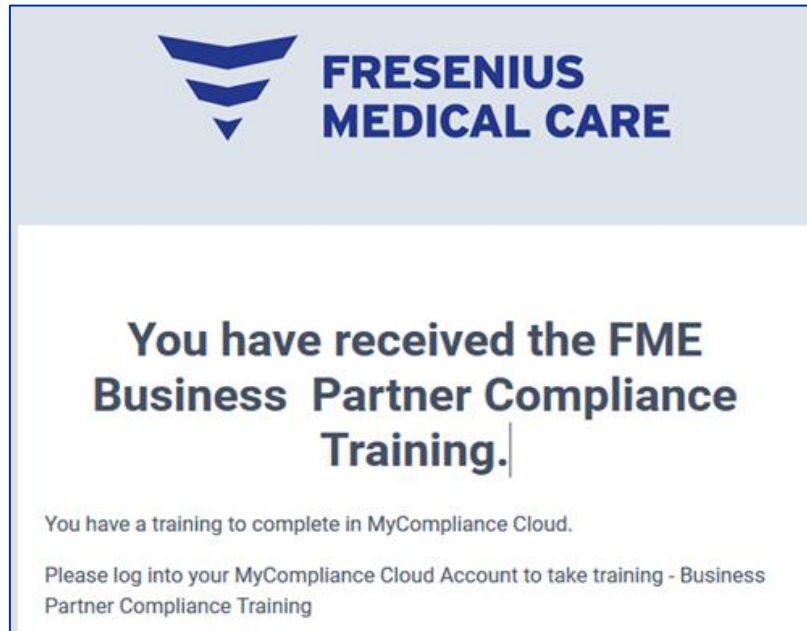 FRESENIUS
MEDICAL CARE
You have received the FME
Business  Partner Compliance
Training.
You have a training to complete in MyCompliance Cloud.
Please log into your MyCompliance Cloud Account to take training - Business
Partner Compliance Training